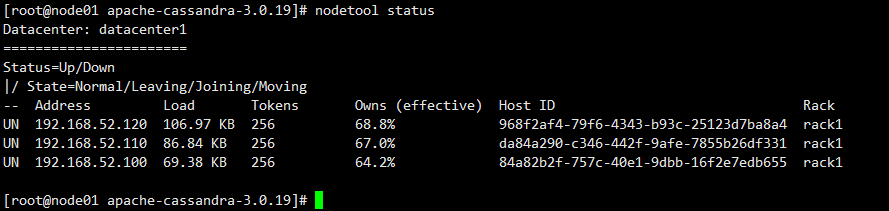 [root@node01 apache-cassandra-3.0.19]# nodetool status
Datacenter: datacenter1
=======================
Status=Up/Down
|/ State=Normal/Leaving/Joining/Moving
--  Address         Load       Tokens       Owns (effective)  Host ID                               Rack
UN  192.168.52.120  106.97 KB  256          68.8%             968f2af4-79f6-4343-b93c-25123d7ba8a4  rack1
UN  192.168.52.110  86.84 KB   256          67.0%             da84a290-c346-442f-9afe-7855b26df331  rack1
UN  192.168.52.100  69.38 KB   256          64.2%             84a82b2f-757c-40e1-9dbb-16f2e7edb655  rack1
[root@node01 apache-cassandra-3.0.19]#